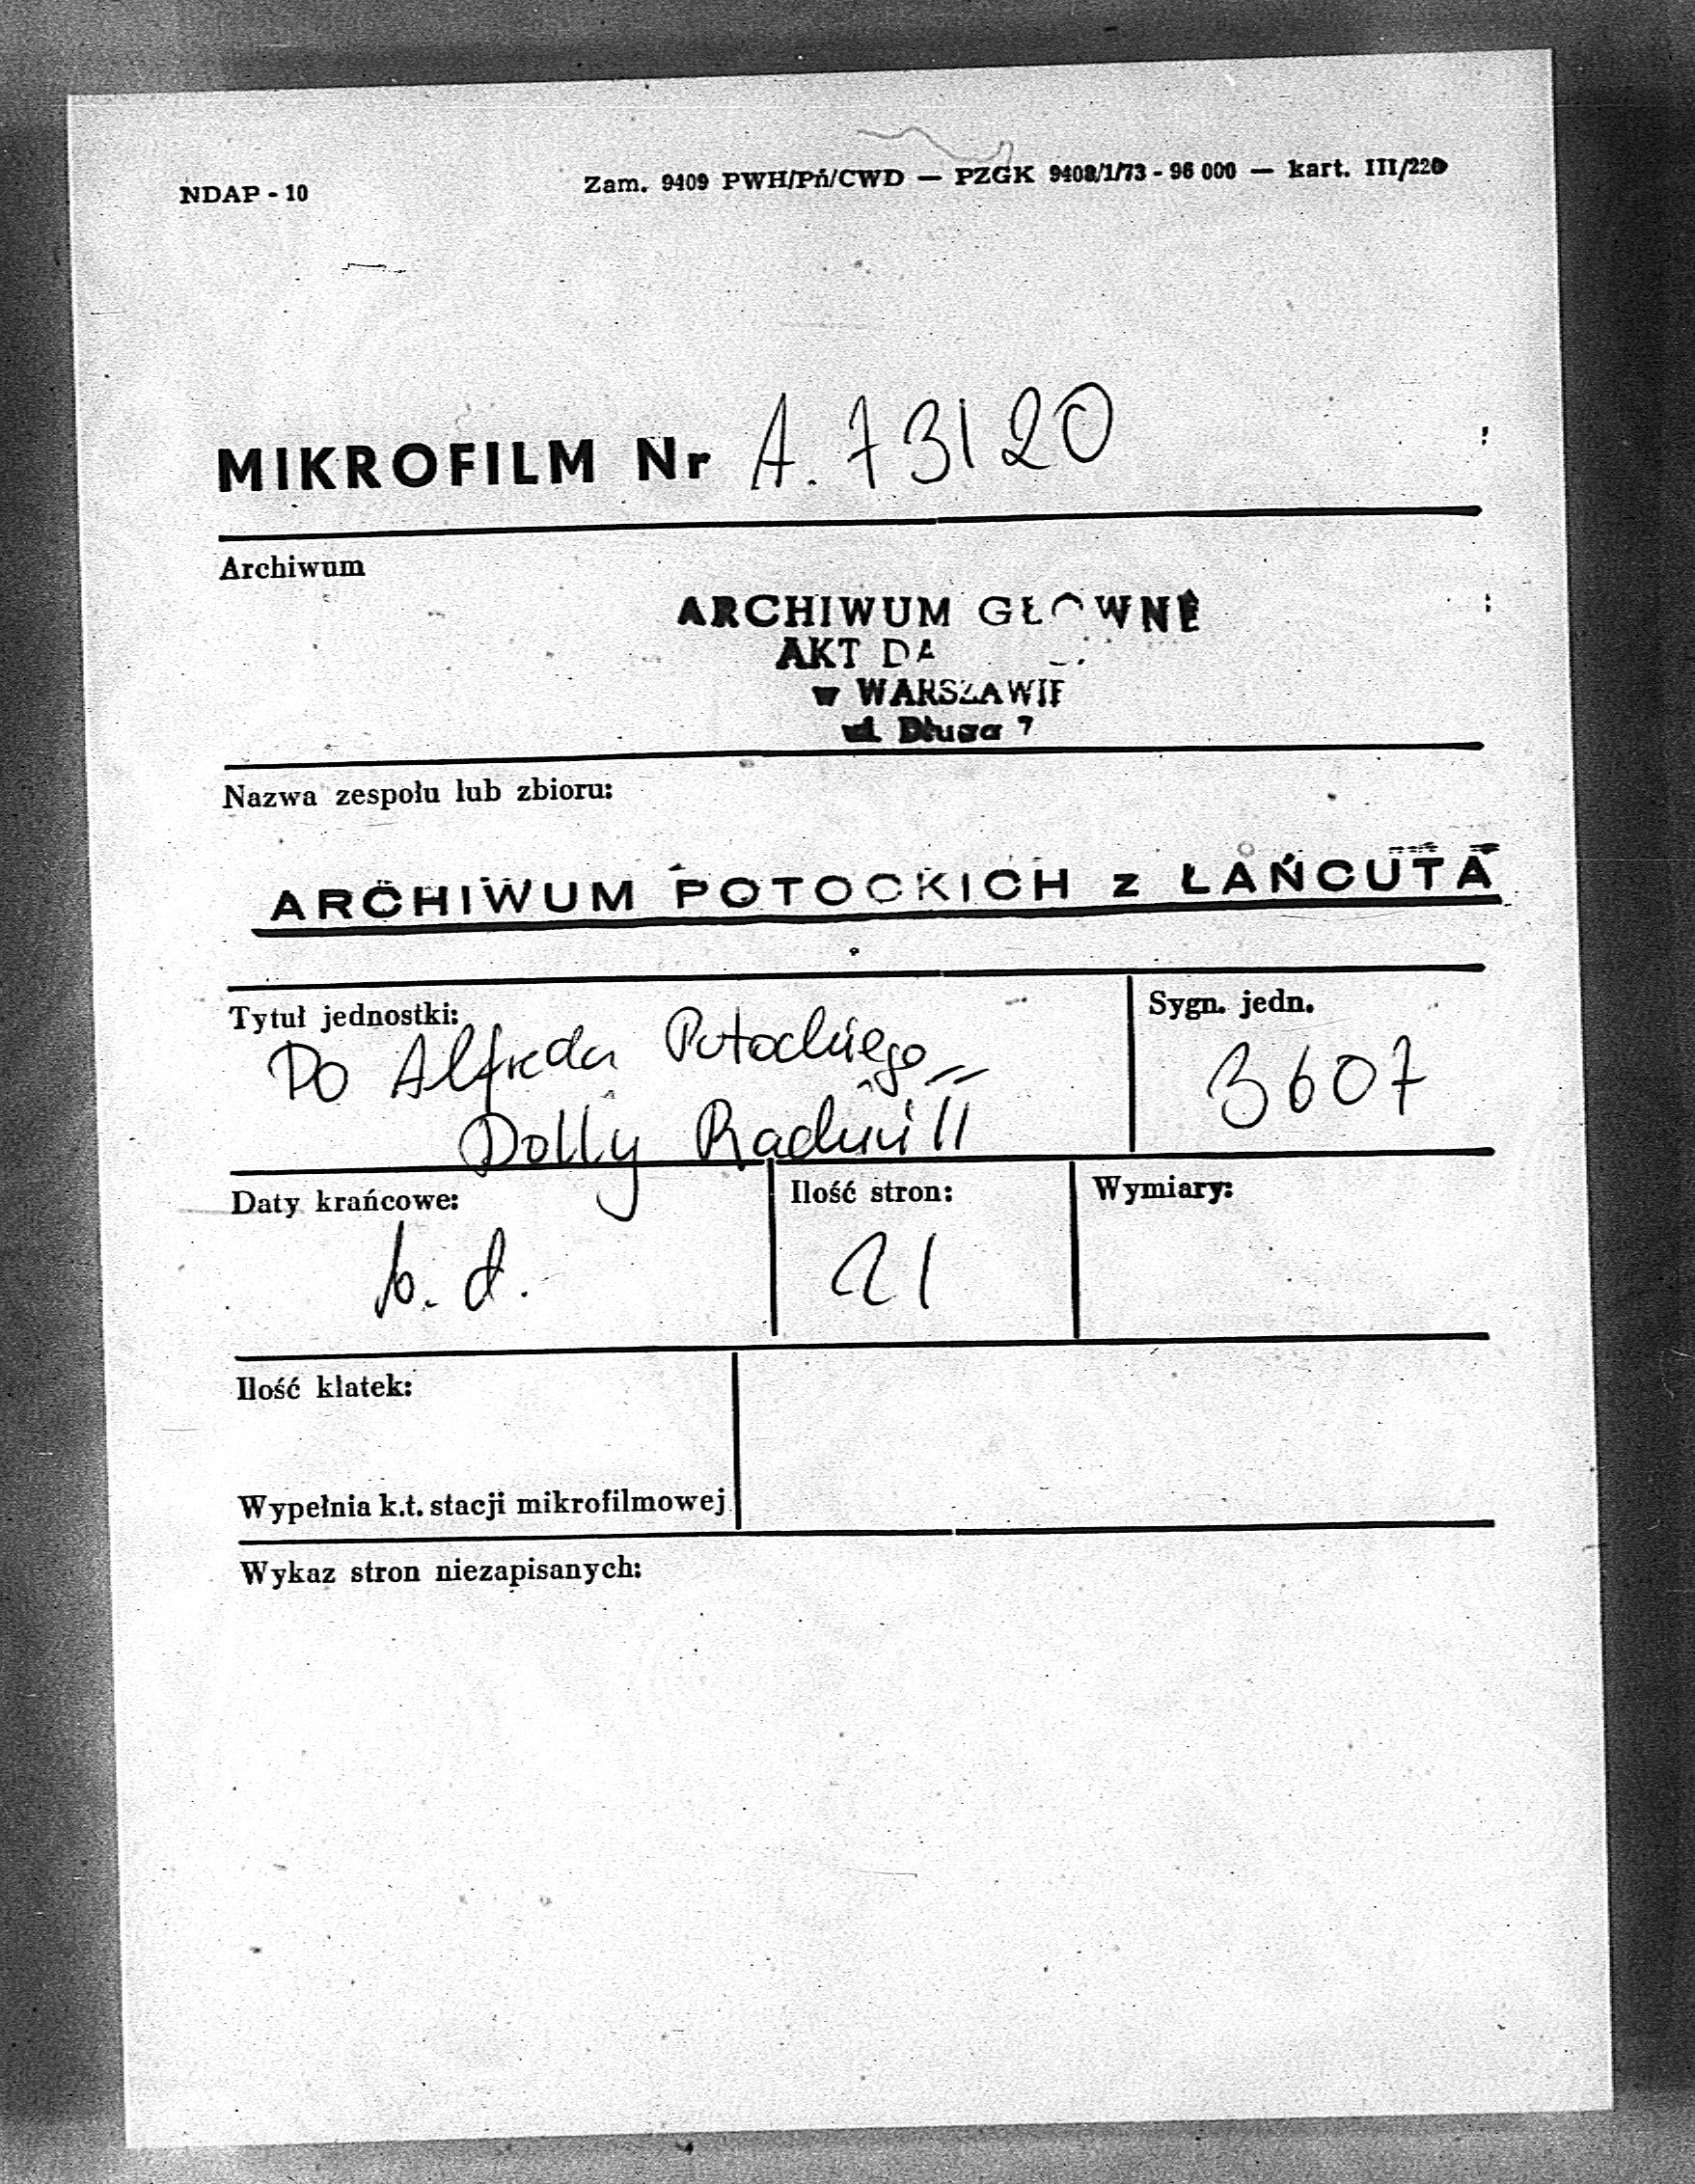 NDAP - 10
Zam. 9409 PWH/Pń/CWD — PZGK 9408/1/73 - 96 000 — kart. III/220
MIKROFILM Nr A. 73120
Archiwum
ARCHIWUM GŁOWNE
AKT DA
w WARSZAWIE
ul. Długa 7
Nazwa zespołu lub zbioru:
ARCHIWUM POTOCKICH z ŁAŃCUTA
Tytuł jednostki:
Sygn. jedn.
Do Alfreda Potockiego
3607
Dolly Radziwiłł
Daty krańcowe:
Ilość stron:
Wymiary:
b. d.
21
Ilość klatek:
Wypełnia k.t. stacji mikrofilmowej
Wykaz stron niezapisanych: